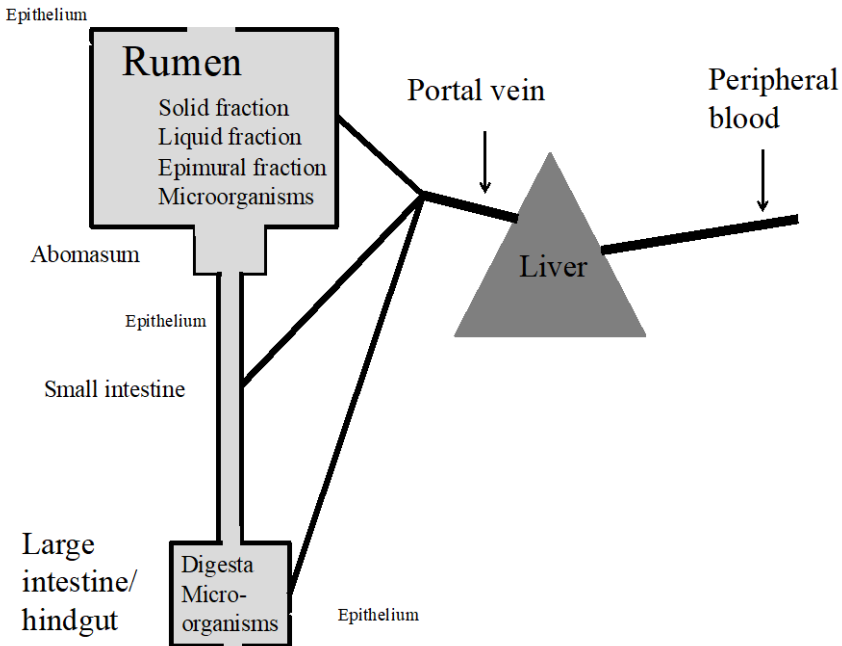 Epithelium
Rumen
Solid fraction
Liquid fraction
Epimural fraction
Microorganisms
Portal vein
Peripheral
blood
Abomasum
Liver
Epithelium
Small intestine
Large
intestine/
hindgut
Digesta
Micro-
organisms
Epithelium